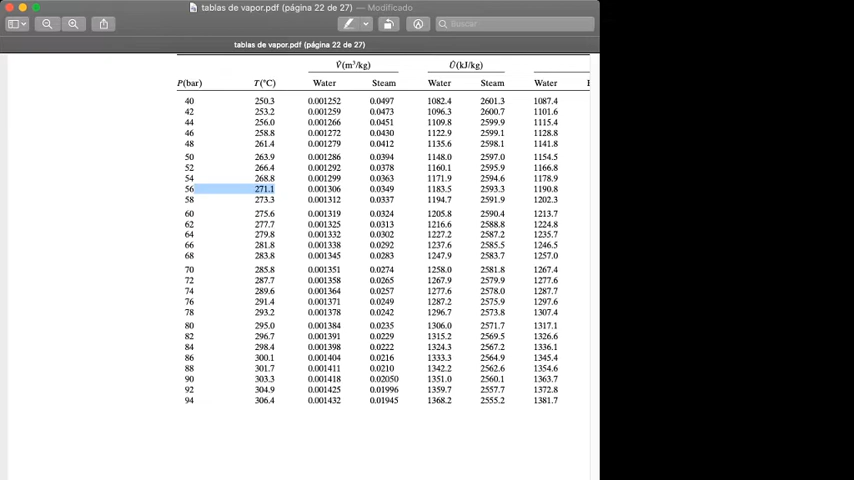 tablas de vapor.pdf (página 22 de 27) — Modificado
Buscar
tablas de vapor.pdf (página 22 de 27)
V̂(m³/kg) Û(kJ/kg)
P(bar) T(°C) Water Steam Water Steam Water
40 250.3 0.001252 0.0497 1082.4 2601.3 1087.4
42 253.2 0.001259 0.0473 1096.3 2600.7 1101.6
44 256.0 0.001266 0.0451 1109.8 2599.9 1115.4
46 258.8 0.001272 0.0430 1122.9 2599.1 1128.8
48 261.4 0.001279 0.0412 1135.6 2598.1 1141.8
50 263.9 0.001286 0.0394 1148.0 2597.0 1154.5
52 266.4 0.001292 0.0378 1160.1 2595.9 1166.8
54 268.8 0.001299 0.0363 1171.9 2594.6 1178.9
56 271.1 0.001306 0.0349 1183.5 2593.3 1190.8
58 273.3 0.001312 0.0337 1194.7 2591.9 1202.3
60 275.6 0.001319 0.0324 1205.8 2590.4 1213.7
62 277.7 0.001325 0.0313 1216.6 2588.8 1224.8
64 279.8 0.001332 0.0302 1227.2 2587.2 1235.7
66 281.8 0.001338 0.0292 1237.6 2585.5 1246.5
68 283.8 0.001345 0.0283 1247.9 2583.7 1257.0
70 285.8 0.001351 0.0274 1258.0 2581.8 1267.4
72 287.7 0.001358 0.0265 1267.9 2579.9 1277.6
74 289.6 0.001364 0.0257 1277.6 2578.0 1287.7
76 291.4 0.001371 0.0249 1287.2 2575.9 1297.6
78 293.2 0.001378 0.0242 1296.7 2573.8 1307.4
80 295.0 0.001384 0.0235 1306.0 2571.7 1317.1
82 296.7 0.001391 0.0229 1315.2 2569.5 1326.6
84 298.4 0.001398 0.0222 1324.3 2567.2 1336.1
86 300.1 0.001404 0.0216 1333.3 2564.9 1345.4
88 301.7 0.001411 0.0210 1342.2 2562.6 1354.6
90 303.3 0.001418 0.02050 1351.0 2560.1 1363.7
92 304.9 0.001425 0.01996 1359.7 2557.7 1372.8
94 306.4 0.001432 0.01945 1368.2 2555.2 1381.7